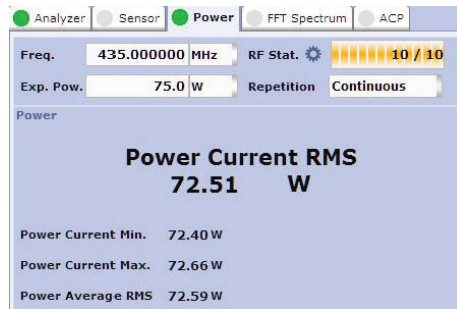 Analyzer Sensor Power FFT Spectrum ACP
Freq. 435.000000 MHz RF Stat. 10 / 10
Exp. Pow. 75.0 W Repetition Continuous
Power
Power Current RMS
72.51 W
Power Current Min. 72.40 W
Power Current Max. 72.66 W
Power Average RMS 72.59 W